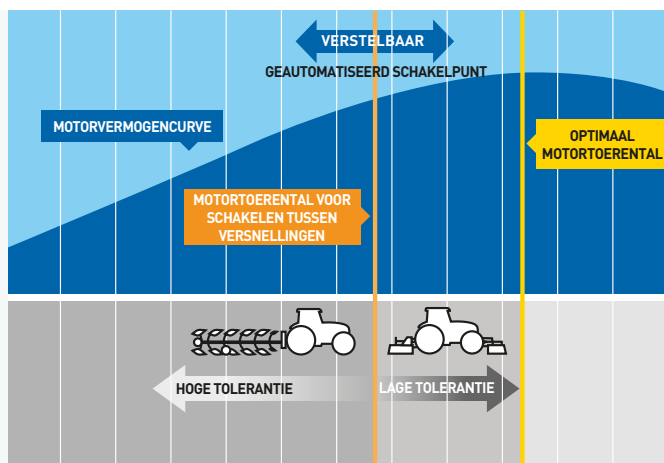 VERSTELBAAR
GEAUTOMATISEERD SCHAKELPUNT
MOTORVERMOGENCURVE
OPTIMAAL
MOTORTOERENTAL
MOTORTOERENTAL VOOR
SCHAKELEN TUSSEN
VERSNELLINGEN
HOGE TOLERANTIE
LAGE TOLERANTIE